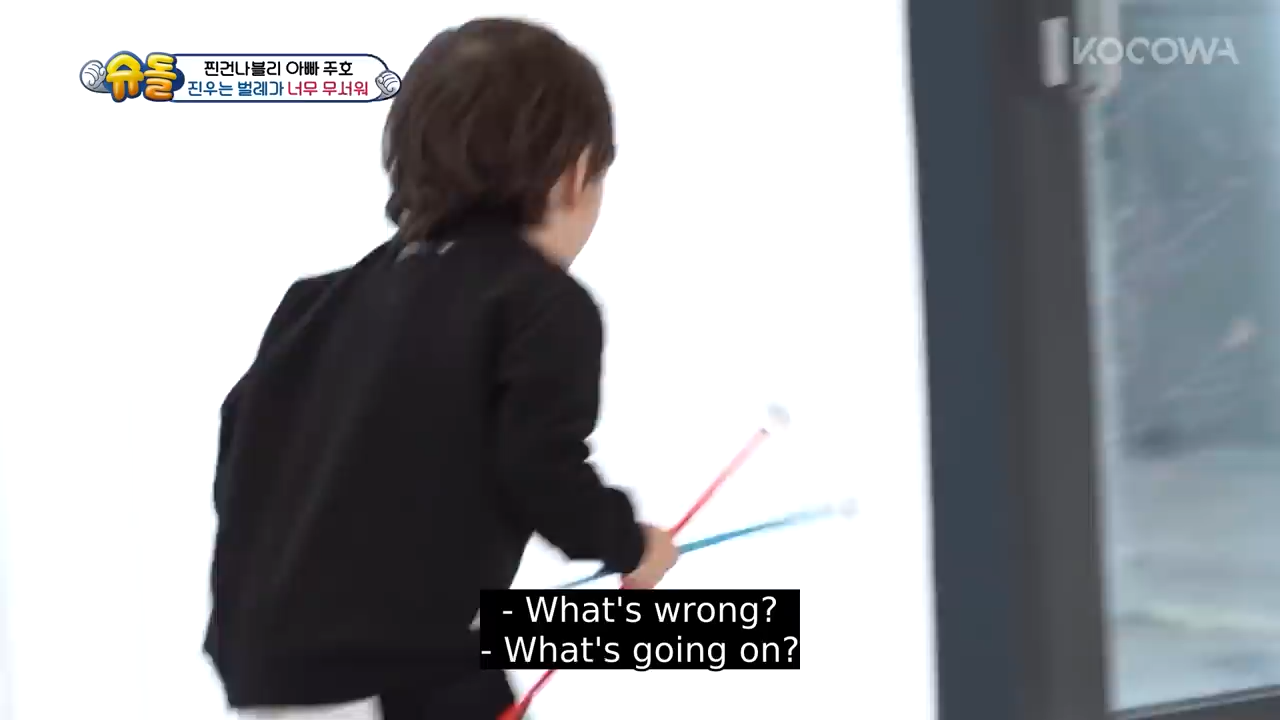 슈돌
찐건나블리 아빠 주호
진우는 벌레가 너무 무서워
KOCOWA
- What's wrong?
- What's going on?